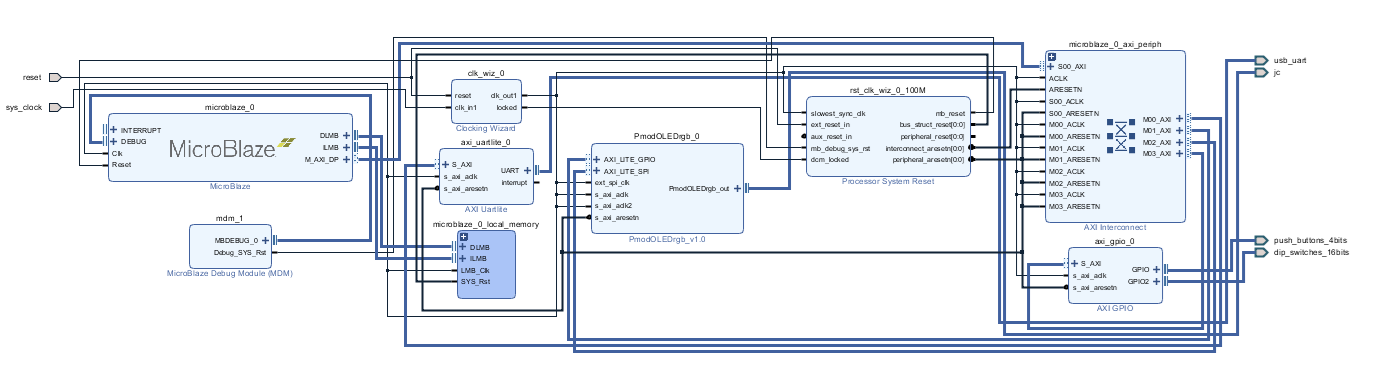 reset
sys_clock
microblaze_0
INTERRUPT
DEBUG
Clk
Reset
MicroBlaze
DLMB
ILMB
M_AXI_DP
MicroBlaze
mdm_1
MBDEBUG_0
Debug_SYS_Rst
MicroBlaze Debug Module (MDM)
clk_wiz_0
reset
clk_in1
clk_out1
locked
Clocking Wizard
axi_uartlite_0
S_AXI
s_axi_aclk
s_axi_aresetn
UART
interrupt
AXI Uartlite
microblaze_0_local_memory
DLMB
ILMB
LMB_Clk
SYS_Rst
PmodOLEDrgb_0
AXI_LITE_GPIO
AXI_LITE_SPI
ext_spi_clk
s_axi_aclk
s_axi_aclk2
s_axi_aresetn
PmodOLEDrgb_out
PmodOLEDrgb_v1.0
rst_clk_wiz_0_100M
slowest_sync_clk
ext_reset_in
aux_reset_in
mb_debug_sys_rst
dcm_locked
mb_reset
bus_struct_reset[0:0]
peripheral_reset[0:0]
interconnect_aresetn[0:0]
peripheral_aresetn[0:0]
Processor System Reset
microblaze_0_axi_periph
S00_AXI
ACLK
ARESETN
S00_ACLK
S00_ARESETN
M00_ACLK
M00_ARESETN
M01_ACLK
M01_ARESETN
M02_ACLK
M02_ARESETN
M03_ACLK
M03_ARESETN
M00_AXI
M01_AXI
M02_AXI
M03_AXI
AXI Interconnect
axi_gpio_0
S_AXI
s_axi_aclk
s_axi_aresetn
GPIO
GPIO2
AXI GPIO
usb_uart
jc
push_buttons_4bits
dip_switches_16bits